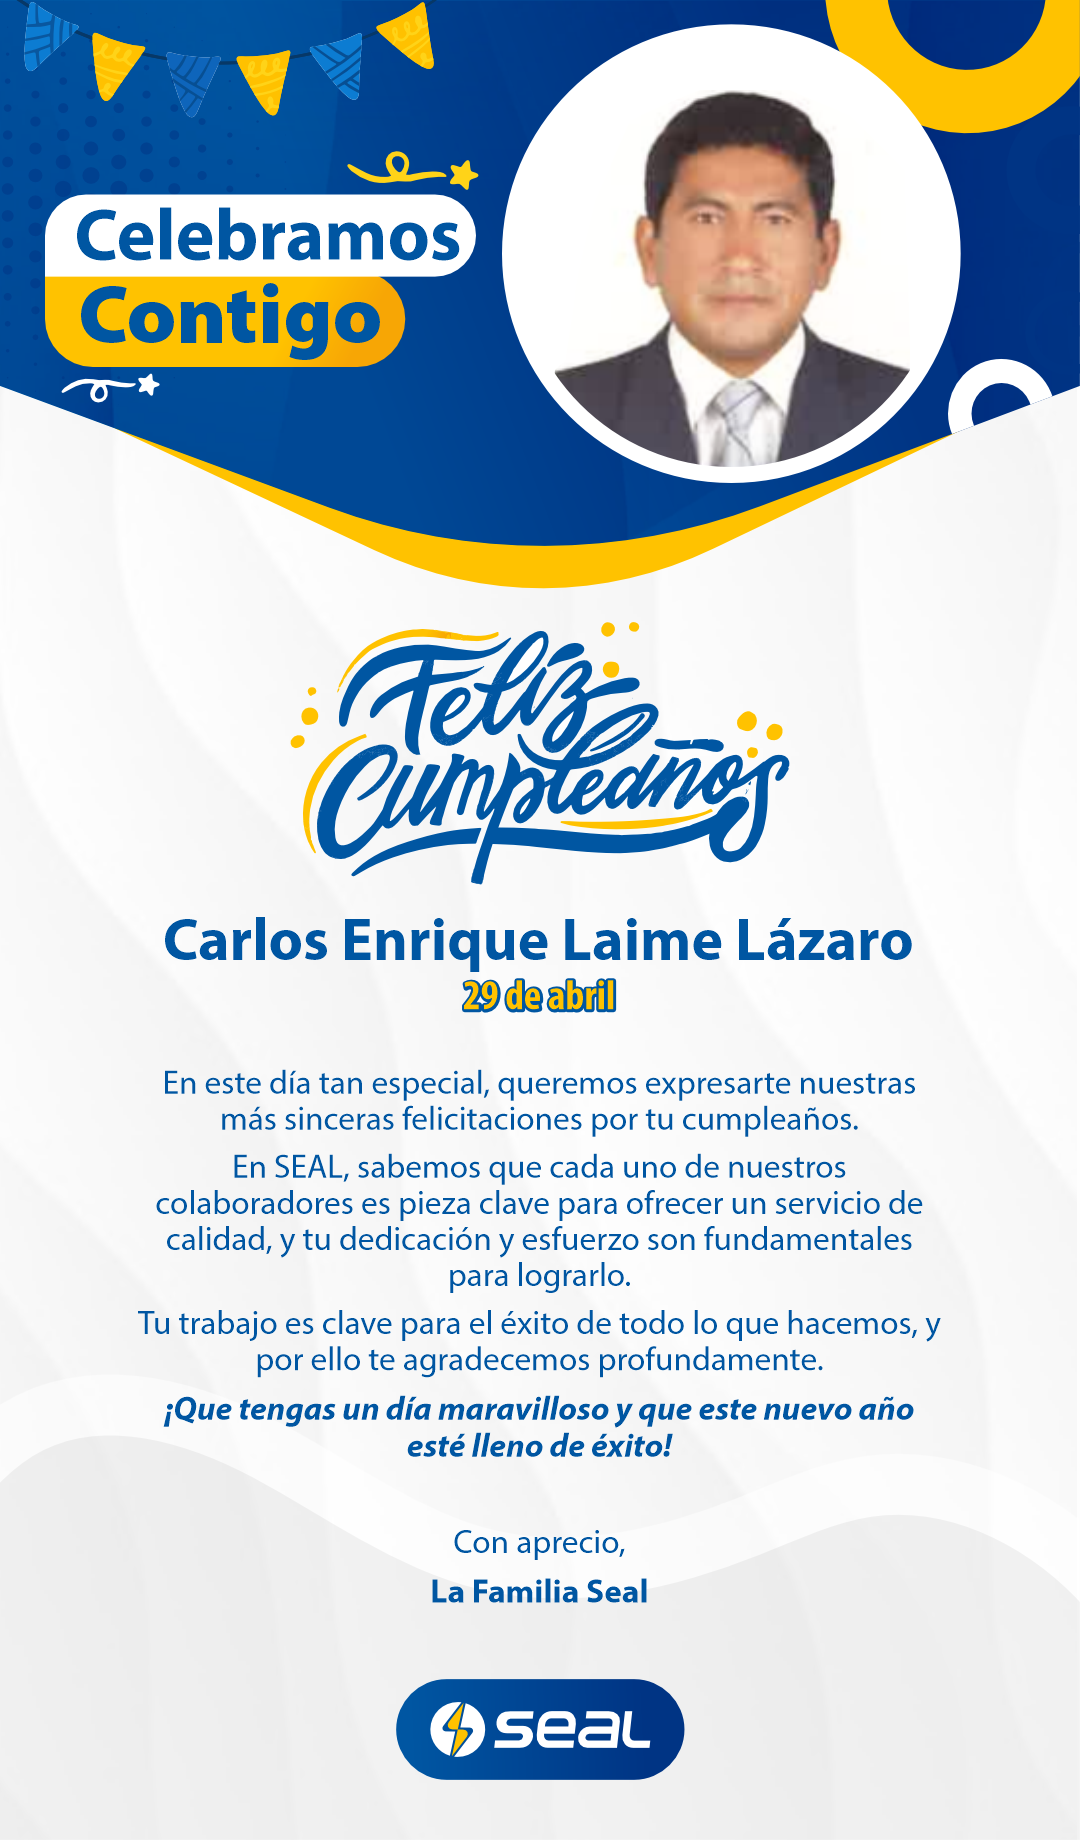 Celebramos
Contigo
Feliz
Cumpleaños
Carlos Enrique Laime Lázaro
29 de abril
En este día tan especial, queremos expresarte nuestras
más sinceras felicitaciones por tu cumpleaños.
En SEAL, sabemos que cada uno de nuestros
colaboradores es pieza clave para ofrecer un servicio de
calidad, y tu dedicación y esfuerzo son fundamentales
para lograrlo.
Tu trabajo es clave para el éxito de todo lo que hacemos, y
por ello te agradecemos profundamente.
¡Que tengas un día maravilloso y que este nuevo año
esté lleno de éxito!
Con aprecio,
La Familia Seal
seal